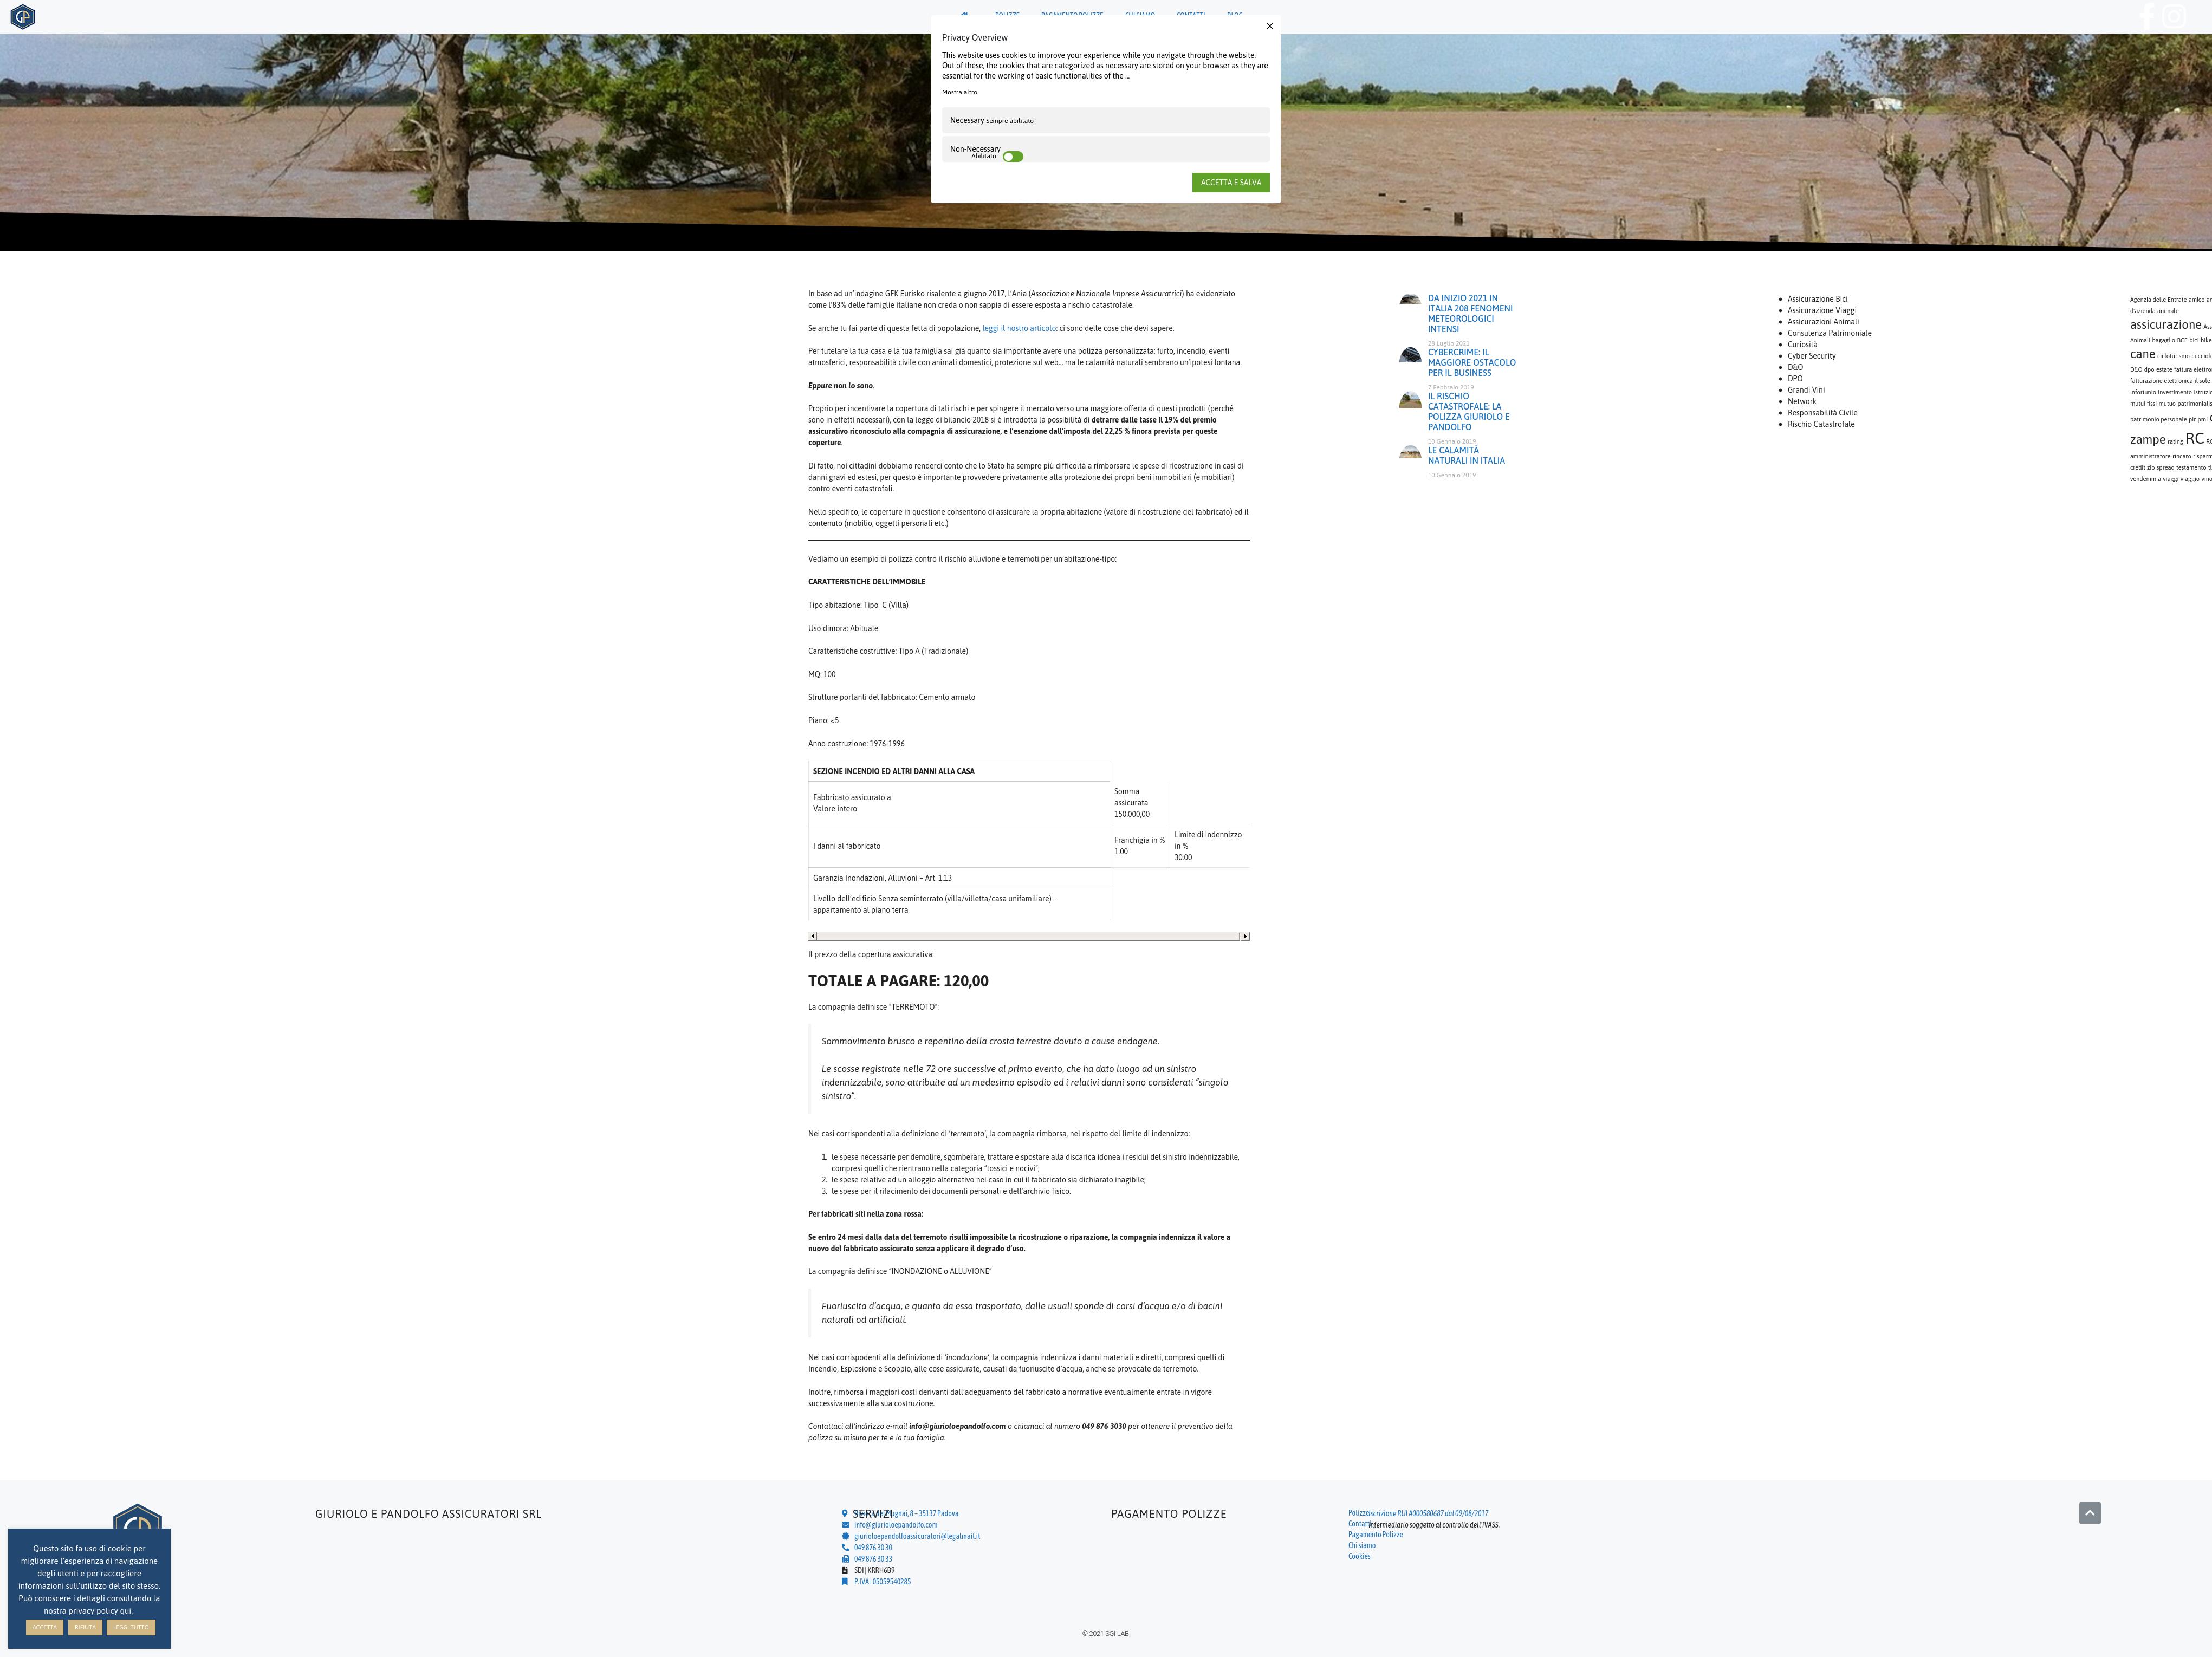 GP
Privacy Overview
This website uses cookies to improve your experience while you navigate through the website.
Out of these, the cookies that are categorized as necessary are stored on your browser as they are
essential for the working of basic functionalities of the ...
Mostra altro
Necessary Sempre abilitato
Non-Necessary
Abilitato
ACCETTA E SALVA
In base ad un'indagine GFK Eurisko risalente a giugno 2017, l'Ania (Associazione Nazionale Imprese Assicuratrici) ha evidenziato
come l'83% delle famiglie italiane non creda o non sappia di essere esposta a rischio catastrofale.
Se anche tu fai parte di questa fetta di popolazione, leggi il nostro articolo: ci sono delle cose che devi sapere.
Per tutelare la tua casa e la tua famiglia sai già quanto sia importante avere una polizza personalizzata: furto, incendio, eventi
atmosferici, responsabilità civile con animali domestici, protezione sul web... ma le calamità naturali sembrano un'ipotesi lontana.
Eppure non lo sono.
Proprio per incentivare la copertura di tali rischi e per spingere il mercato verso una maggiore offerta di questi prodotti (perché
sono in effetti necessari), con la legge di bilancio 2018 si è introdotta la possibilità di detrarre dalle tasse il 19% del premio
assicurativo riconosciuto alla compagnia di assicurazione, e l'esenzione dall'imposta del 22,25 % finora prevista per queste
coperture.
Di fatto, noi cittadini dobbiamo renderci conto che lo Stato ha sempre più difficoltà a rimborsare le spese di ricostruzione in casi di
danni gravi ed estesi, per questo è importante provvedere privatamente alla protezione dei propri beni immobiliari (e mobiliari)
contro eventi catastrofali.
Nello specifico, le coperture in questione consentono di assicurare la propria abitazione (valore di ricostruzione del fabbricato) ed il
contenuto (mobilio, oggetti personali etc.)
Vediamo un esempio di polizza contro il rischio alluvione e terremoti per un'abitazione-tipo:
CARATTERISTICHE DELL'IMMOBILE
Tipo abitazione: Tipo C (Villa)
Uso dimora: Abituale
Caratteristiche costruttive: Tipo A (Tradizionale)
MQ: 100
Strutture portanti del fabbricato: Cemento armato
Piano: <5
Anno costruzione: 1976-1996
SEZIONE INCENDIO ED ALTRI DANNI ALLA CASA
Fabbricato assicurato a
Valore intero
Somma
assicurata
150.000,00
I danni al fabbricato
Franchigia in %
1.00
Limite di indennizzo
in %
30.00
Garanzia Inondazioni, Alluvioni – Art. 1.13
Livello dell'edificio Senza seminterrato (villa/villetta/casa unifamiliare) –
appartamento al piano terra
Il prezzo della copertura assicurativa:
TOTALE A PAGARE: 120,00
La compagnia definisce "TERREMOTO":
Sommovimento brusco e repentino della crosta terrestre dovuto a cause endogene.
Le scosse registrate nelle 72 ore successive al primo evento, che ha dato luogo ad un sinistro
indennizzabile, sono attribuite ad un medesimo episodio ed i relativi danni sono considerati "singolo
sinistro".
Nei casi corrispondenti alla definizione di 'terremoto', la compagnia rimborsa, nel rispetto del limite di indennizzo:
1. le spese necessarie per demolire, sgomberare, trattare e spostare alla discarica idonea i residui del sinistro indennizzabile,
compresi quelli che rientrano nella categoria "tossici e nocivi";
2. le spese relative ad un alloggio alternativo nel caso in cui il fabbricato sia dichiarato inagibile;
3. le spese per il rifacimento dei documenti personali e dell'archivio fisico.
Per fabbricati siti nella zona rossa:
Se entro 24 mesi dalla data del terremoto risulti impossibile la ricostruzione o riparazione, la compagnia indennizza il valore a
nuovo del fabbricato assicurato senza applicare il degrado d'uso.
La compagnia definisce "INONDAZIONE o ALLUVIONE"
Fuoriuscita d'acqua, e quanto da essa trasportato, dalle usuali sponde di corsi d'acqua e/o di bacini
naturali od artificiali.
Nei casi corrispodenti alla definizione di 'inondazione', la compagnia indennizza i danni materiali e diretti, compresi quelli di
Incendio, Esplosione e Scoppio, alle cose assicurate, causati da fuoriuscite d'acqua, anche se provocate da terremoto.
Inoltre, rimborsa i maggiori costi derivanti dall'adeguamento del fabbricato a normative eventualmente entrate in vigore
successivamente alla sua costruzione.
Contattaci all'indirizzo e-mail info@giurioloepandolfo.com o chiamaci al numero 049 876 3030 per ottenere il preventivo della
polizza su misura per te e la tua famiglia.
DA INIZIO 2021 IN
ITALIA 208 FENOMENI
METEOROLOGICI
INTENSI
28 Luglio 2021
CYBERCRIME: IL
MAGGIORE OSTACOLO
PER IL BUSINESS
7 Febbraio 2019
IL RISCHIO
CATASTROFALE: LA
POLIZZA GIURIOLO E
PANDOLFO
10 Gennaio 2019
LE CALAMITÀ
NATURALI IN ITALIA
10 Gennaio 2019
Assicurazione Bici
Assicurazione Viaggi
Assicurazioni Animali
Consulenza Patrimoniale
Curiosità
Cyber Security
D&O
DPO
Grandi Vini
Network
Responsabilità Civile
Rischio Catastrofale
Agenzia delle Entrate amico
d'azienda animale
assicurazione
Animali bagaglio BCE bici bike
cane cicloturismo
D&O dpo estate fattura
fatturazione elettronica il sole
infortunio investimento
mutui fissi mutuo
patrimonio personale pir pmi
zampe rating RC
amministratore rincaro
creditizio spread testamento
vendemmia viaggi viaggio
GIURIOLO E PANDOLFO ASSICURATORI SRL
SERVIZI
8 – 35137 Padova
info@giurioloepandolfo.com
giurioloepandolfoassicuratori@legalmail.it
049 876 30 30
049 876 30 33
SDI | KRRH6B9
P.IVA | 05059540285
PAGAMENTO POLIZZE
Polizze
Iscrizione RUI A000580687 dal 09/08/2017
Contatti
Intermediario soggetto al controllo dell'IVASS.
Pagamento Polizze
Chi siamo
Cookies
Questo sito fa uso di cookie per
migliorare l'esperienza di navigazione
degli utenti e per raccogliere
informazioni sull'utilizzo del sito stesso.
Può conoscere i dettagli consultando la
nostra privacy policy qui.
ACCETTA
RIFIUTA
LEGGI TUTTO
© 2021 SGI LAB